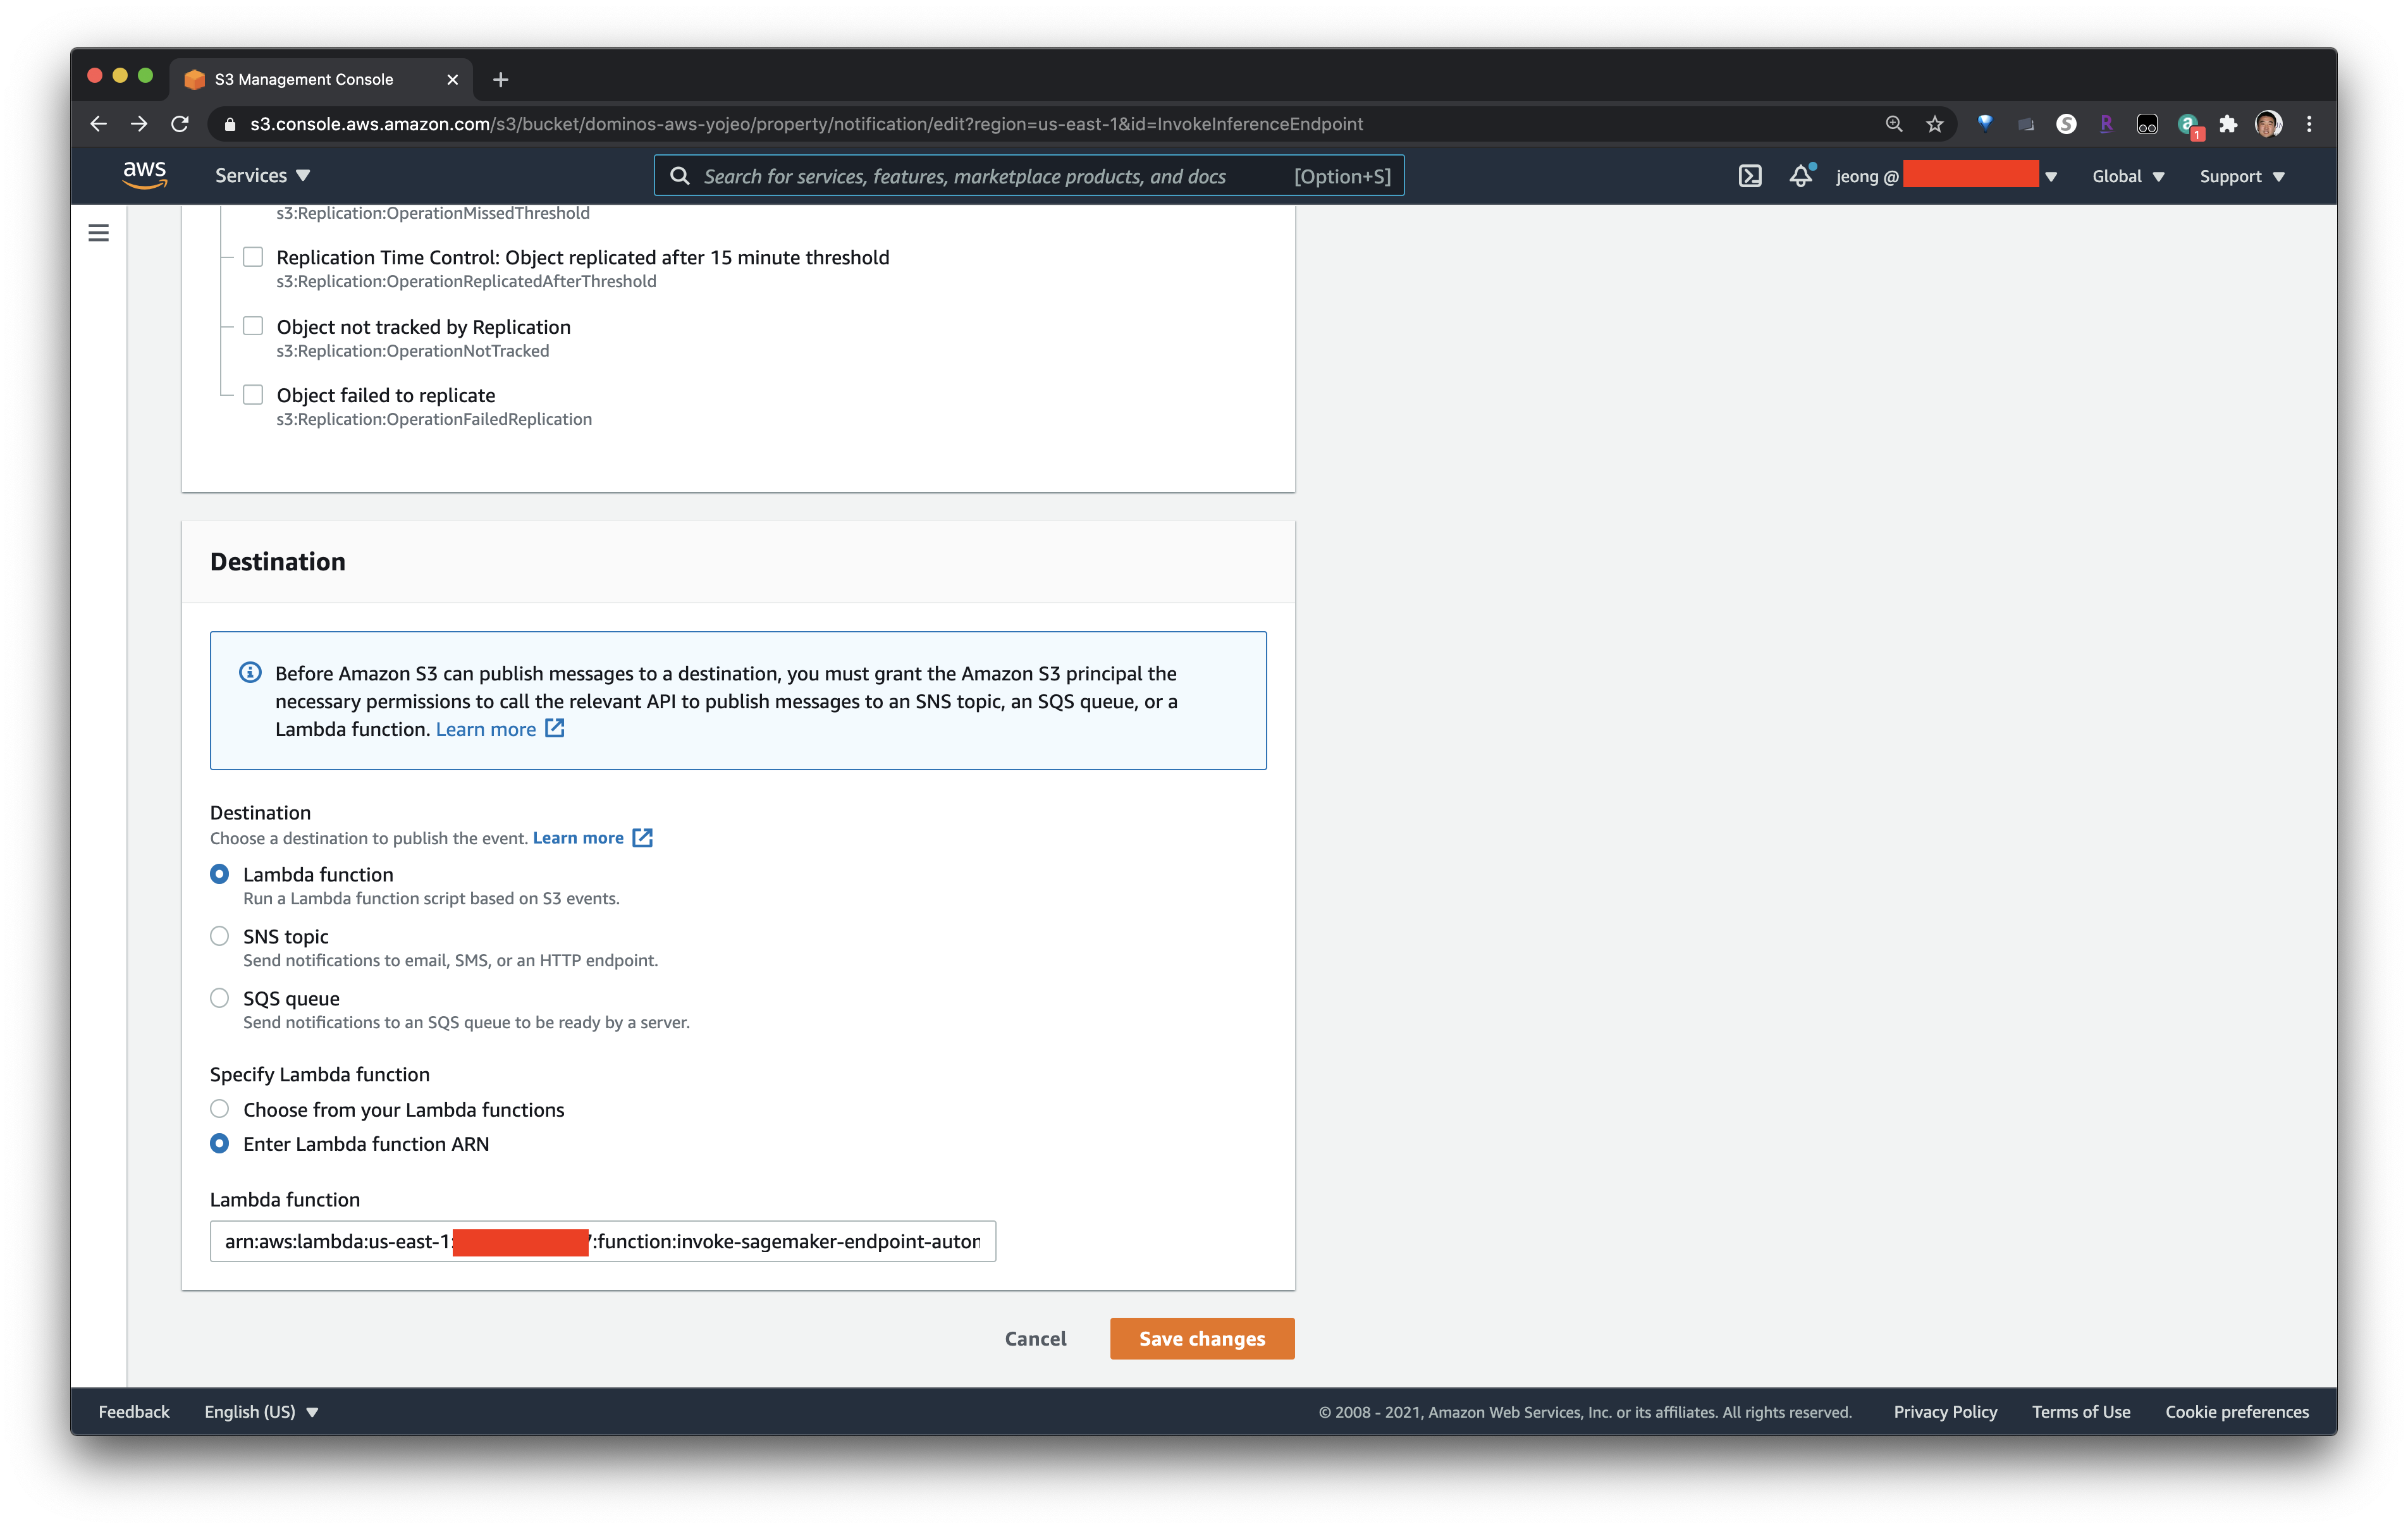 S3 Management Console
s3.console.aws.amazon.com/s3/bucket/dominos-aws-yojeo/property/notification/edit?region=us-east-1&id=InvokeInferenceEndpoint
S
R
a
1
aws
Services
Search for services, features, marketplace products, and docs [Option+S]
jeong @
Global
Support
s3:Replication:OperationMissedThreshold
Replication Time Control: Object replicated after 15 minute threshold
s3:Replication:OperationReplicatedAfterThreshold
Object not tracked by Replication
s3:Replication:OperationNotTracked
Object failed to replicate
s3:Replication:OperationFailedReplication
Destination
Before Amazon S3 can publish messages to a destination, you must grant the Amazon S3 principal the
necessary permissions to call the relevant API to publish messages to an SNS topic, an SQS queue, or a
Lambda function. Learn more
Destination
Choose a destination to publish the event. Learn more
Lambda function
Run a Lambda function script based on S3 events.
SNS topic
Send notifications to email, SMS, or an HTTP endpoint.
SQS queue
Send notifications to an SQS queue to be ready by a server.
Specify Lambda function
Choose from your Lambda functions
Enter Lambda function ARN
Lambda function
arn:aws:lambda:us-east-1: :function:invoke-sagemaker-endpoint-auton
Cancel
Save changes
Feedback
English (US)
© 2008 - 2021, Amazon Web Services, Inc. or its affiliates. All rights reserved.
Privacy Policy
Terms of Use
Cookie preferences